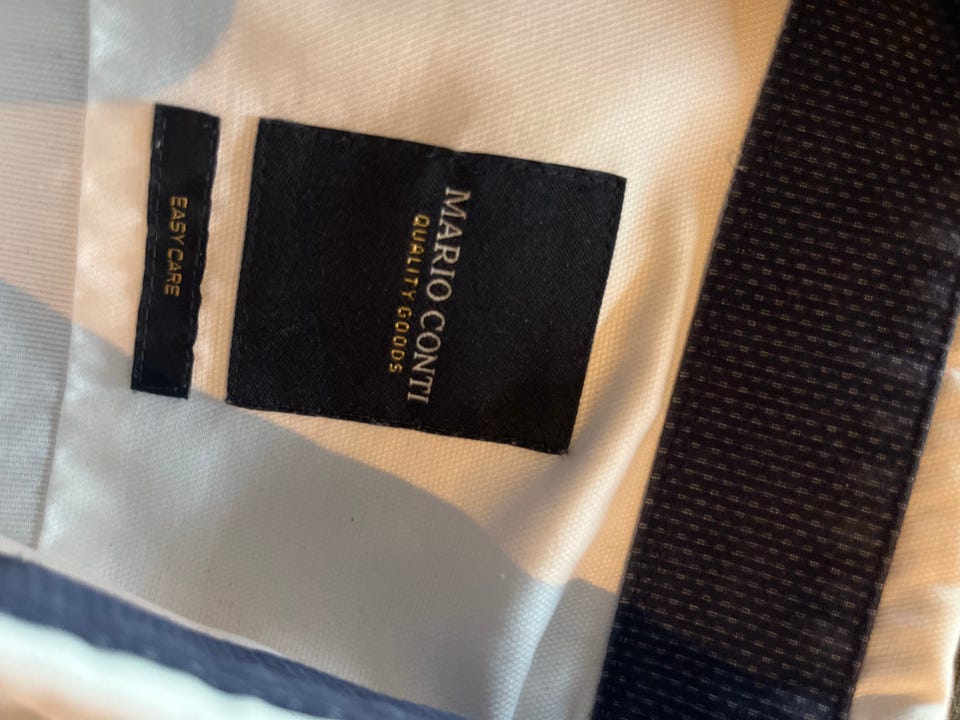 MARIO CONTI
QUALITY GOODS
EASY CARE